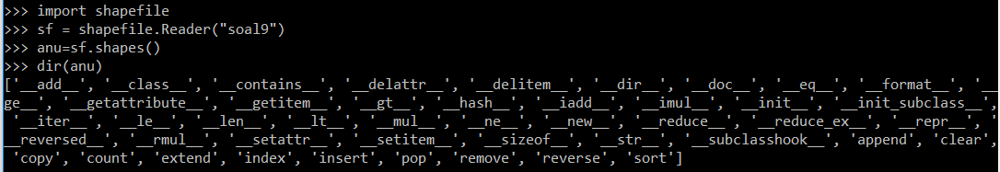 >>> import shapefile
>>> sf = shapefile.Reader("soal9")
>>> anu=sf.shapes()
>>> dir(anu)
['__add__', '__class__', '__contains__', '__delattr__', '__delitem__', '__dir__', '__doc__', '__eq__', '__format__', '__
ge__', '__getattribute__', '__getitem__', '__gt__', '__hash__', '__iadd__', '__imul__', '__init__', '__init_subclass__',
 '__iter__', '__le__', '__len__', '__lt__', '__mul__', '__ne__', '__new__', '__reduce__', '__reduce_ex__', '__repr__', '
__reversed__', '__rmul__', '__setattr__', '__setitem__', '__sizeof__', '__str__', '__subclasshook__', 'append', 'clear',
 'copy', 'count', 'extend', 'index', 'insert', 'pop', 'remove', 'reverse', 'sort']